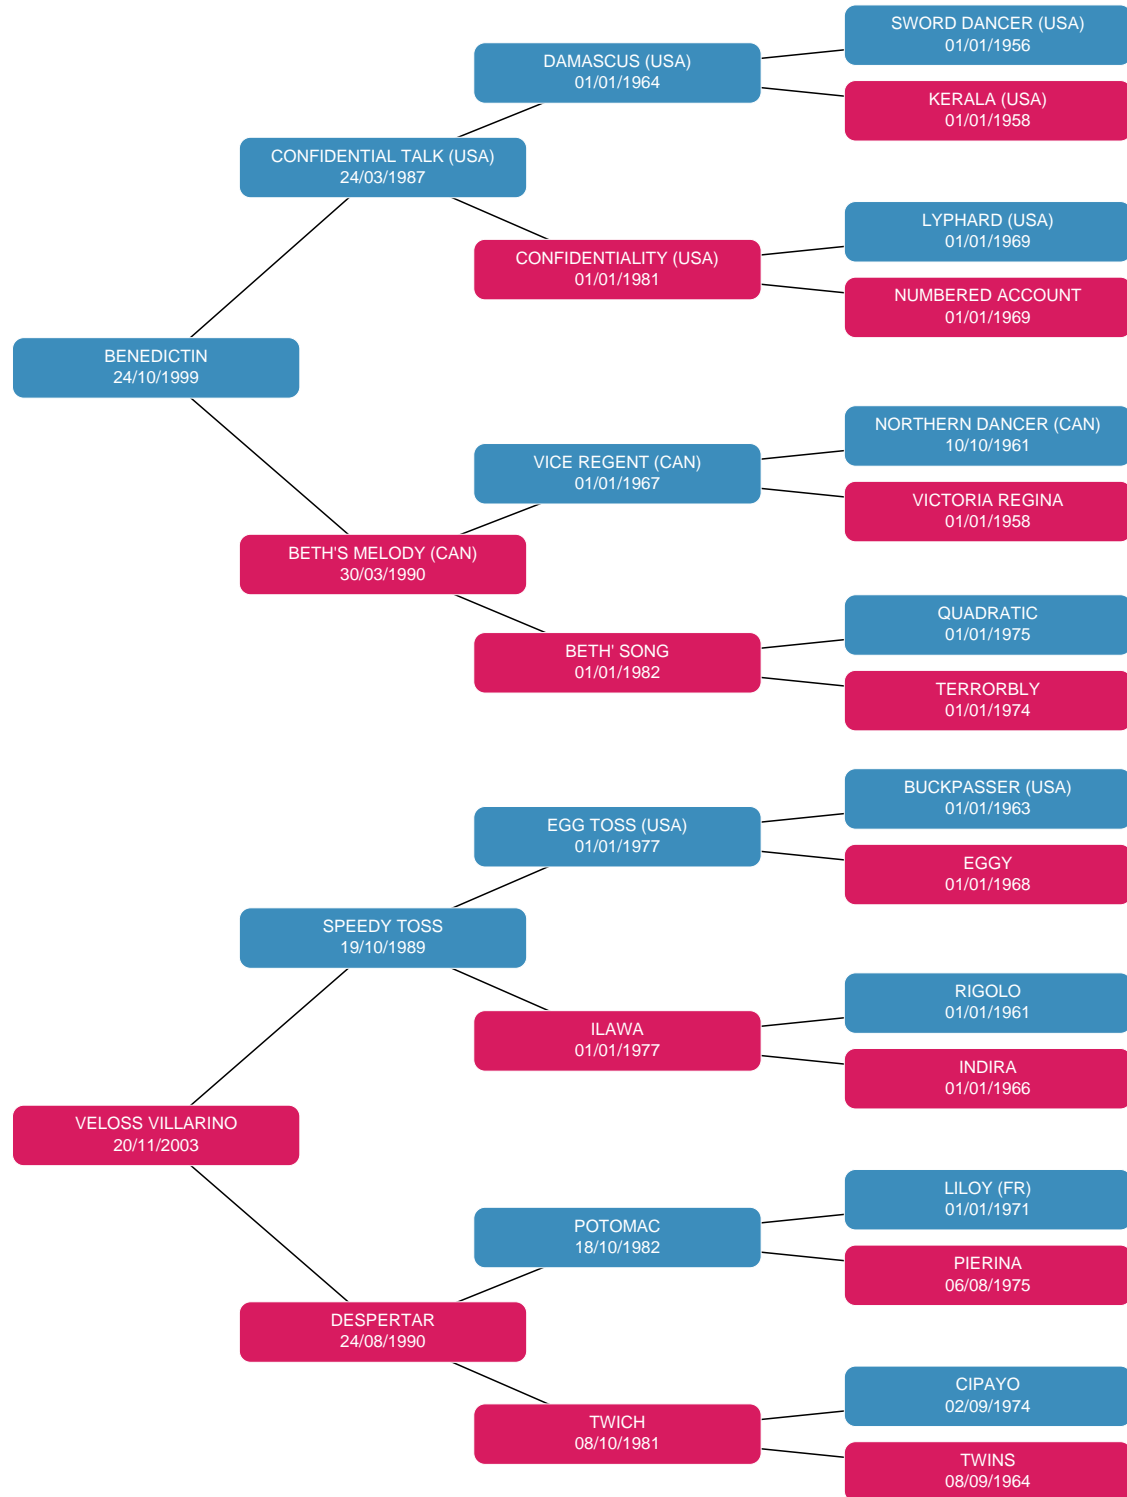 SWORD DANCER (USA)
01/01/1956
DAMASCUS (USA)
01/01/1964
KERALA (USA)
01/01/1958
CONFIDENTIAL TALK (USA)
24/03/1987
LYPHARD (USA)
01/01/1969
CONFIDENTIALITY (USA)
01/01/1981
NUMBERED ACCOUNT
01/01/1969
BENEDICTIN
24/10/1999
NORTHERN DANCER (CAN)
10/10/1961
VICE REGENT (CAN)
01/01/1967
VICTORIA REGINA
01/01/1958
BETH'S MELODY (CAN)
30/03/1990
QUADRATIC
01/01/1975
BETH' SONG
01/01/1982
TERRORBLY
01/01/1974
BUCKPASSER (USA)
01/01/1963
EGG TOSS (USA)
01/01/1977
EGGY
01/01/1968
SPEEDY TOSS
19/10/1989
RIGOLO
01/01/1961
ILAWA
01/01/1977
INDIRA
01/01/1966
VELOSS VILLARINO
20/11/2003
LILOY (FR)
01/01/1971
POTOMAC
18/10/1982
PIERINA
06/08/1975
DESPERTAR
24/08/1990
CIPAYO
02/09/1974
TWICH
08/10/1981
TWINS
08/09/1964